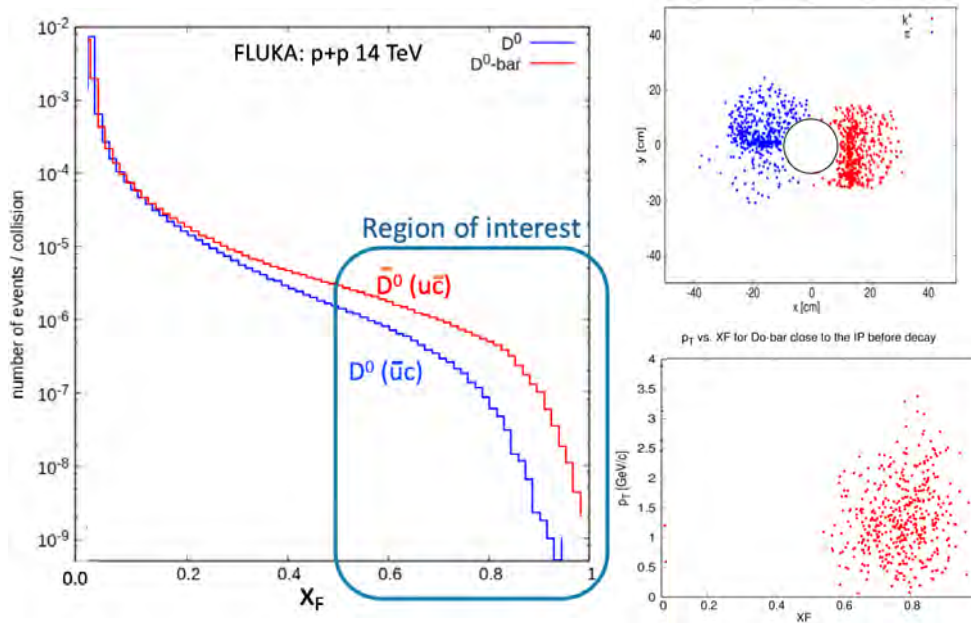 FLUKA: p+p 14 TeV
D⁰
D⁰-bar
number of events / collision
10⁻²
10⁻³
10⁻⁴
10⁻⁵
10⁻⁶
10⁻⁷
10⁻⁸
10⁻⁹
Region of interest
D̄⁰ (uc̄)
D⁰ (ūc)
0.0 0.2 0.4 0.6 0.8 1
X_F
40
20
0
-20
-40
y [cm]
-40 -20 0 20 40
x [cm]
p_T vs. XF for Do-bar close to the IP before decay
4
3.5
3
2.5
2
1.5
1
0.5
0
p_T [GeV/c]
0 0.2 0.4 0.6 0.8
XF